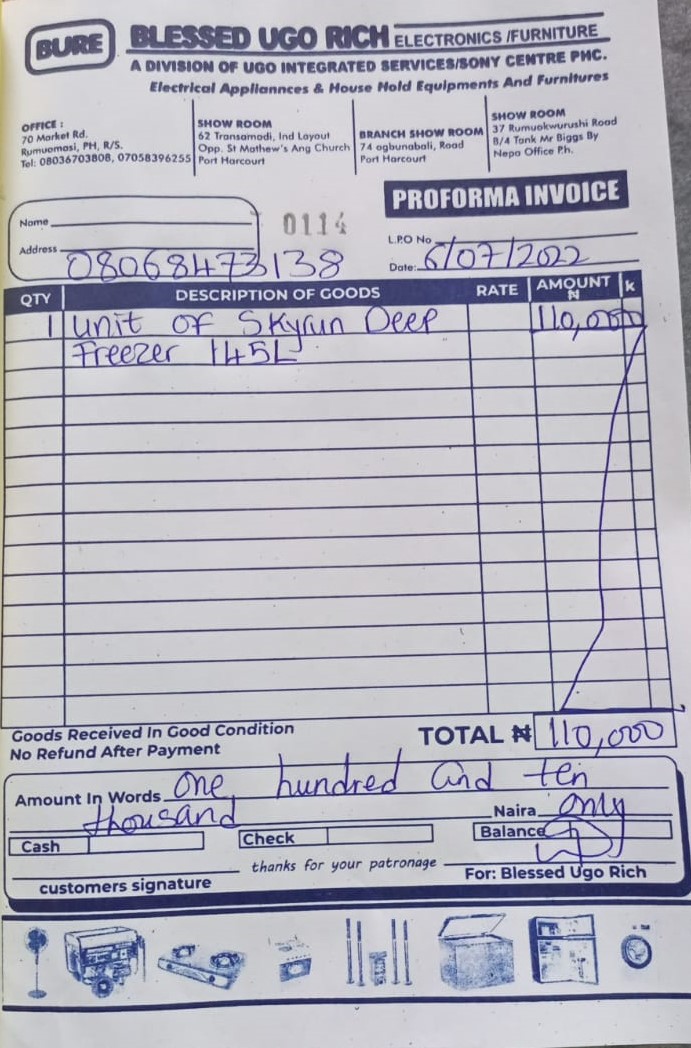 BURE
BLESSED UGO RICH ELECTRONICS /FURNITURE
A DIVISION OF UGO INTEGRATED SERVICES/SONY CENTRE PHC.
Electrical Appliannces & House Hold Equipments And Furnitures
OFFICE :
70 Market Rd.
Rumuomasi, PH, R/S.
Tel: 08036703808, 07058396255
SHOW ROOM
62 Transamadi, Ind Layout
Opp. St Mathew's Ang Church
Port Harcourt
BRANCH SHOW ROOM
74 ogbunabali, Road
Port Harcourt
SHOW ROOM
37 Rumuokwurushi Road
B/4 Tank Mr Biggs By
Nepa Office P.h.
PROFORMA INVOICE
Name
0114
Address 08068473138
L.P.O No
Date: 6/07/2022
QTY DESCRIPTION OF GOODS RATE AMOUNT ₦ k
1 unit of Skyrun Deep 110,000
Freezer 145L
Goods Received In Good Condition
No Refund After Payment
TOTAL ₦ 110,000
Amount In Words one hundred and ten
thousand Naira only
Cash Check Balance
thanks for your patronage
customers signature
For: Blessed Ugo Rich